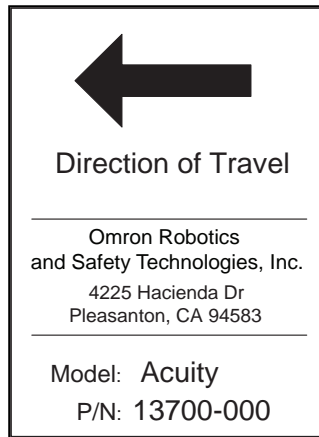 Direction of Travel
Omron Robotics
and Safety Technologies, Inc.
4225 Hacienda Dr
Pleasanton, CA 94583
Model: Acuity
P/N: 13700-000